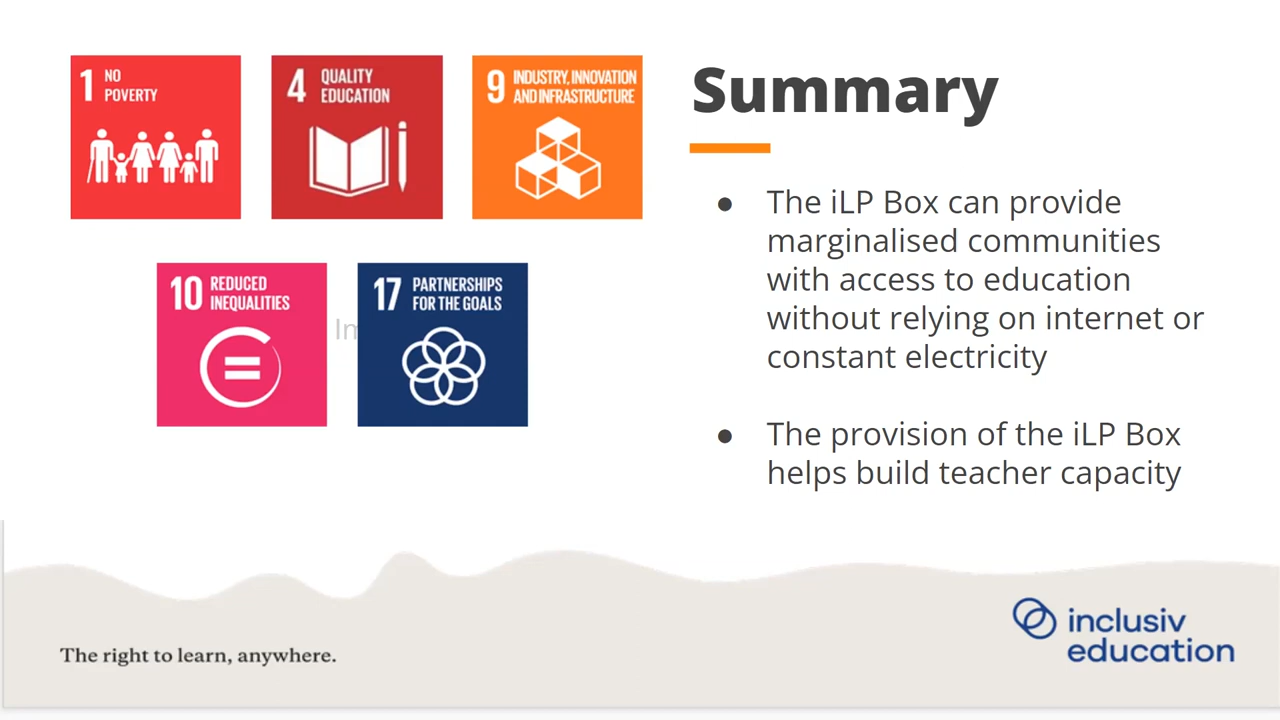 1 NO
POVERTY
4 QUALITY
EDUCATION
9 INDUSTRY, INNOVATION
AND INFRASTRUCTURE
10 REDUCED
INEQUALITIES
17 PARTNERSHIPS
FOR THE GOALS
Summary
● The iLP Box can provide
marginalised communities
with access to education
without relying on internet or
constant electricity
● The provision of the iLP Box
helps build teacher capacity
The right to learn, anywhere.
inclusiv
education